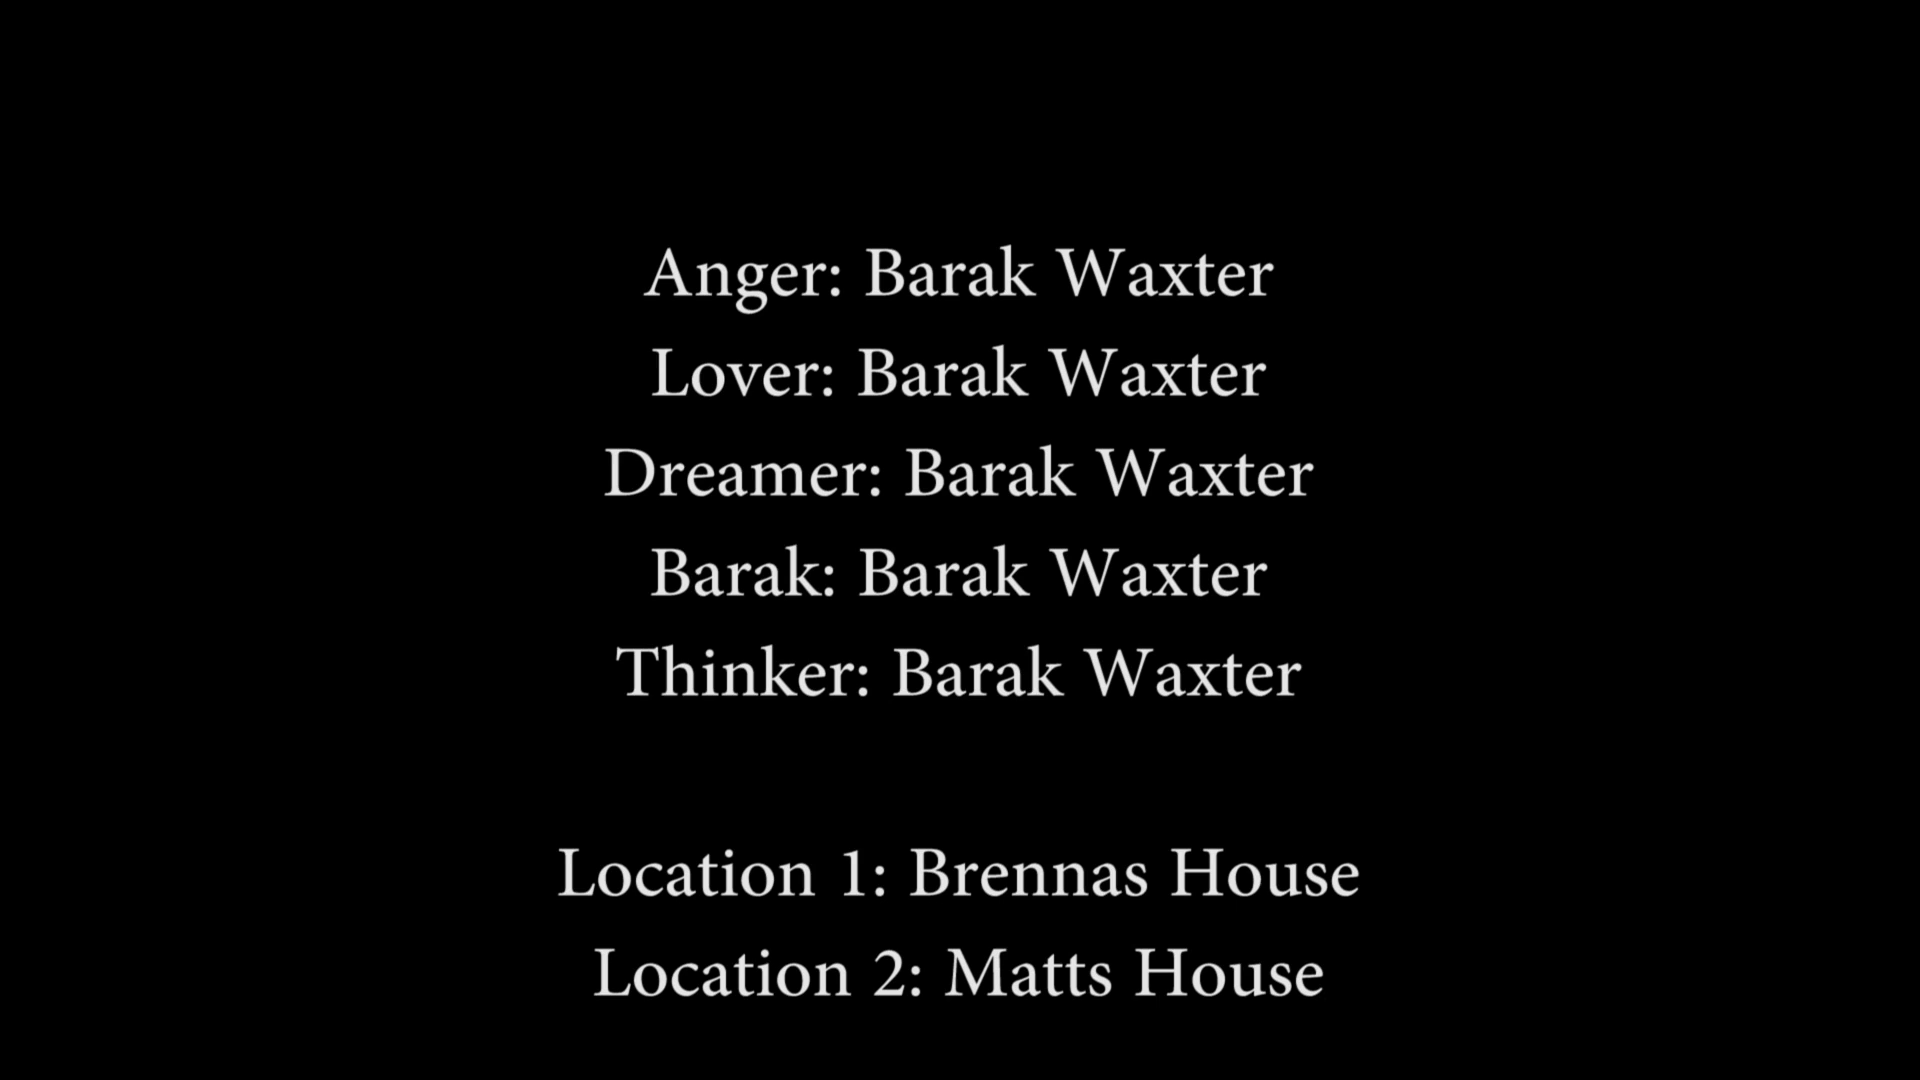 Anger: Barak Waxter
Lover: Barak Waxter
Dreamer: Barak Waxter
Barak: Barak Waxter
Thinker: Barak Waxter
Location 1: Brennas House
Location 2: Matts House